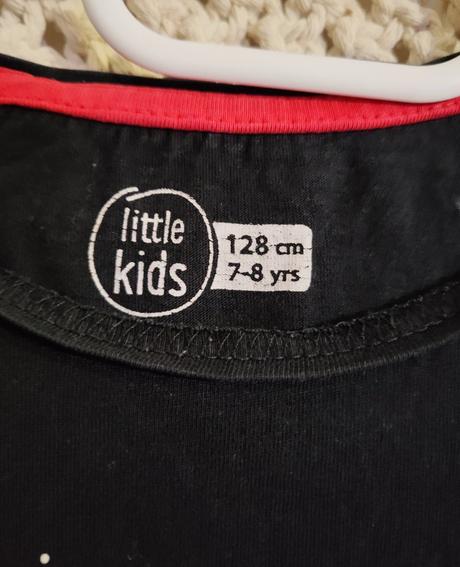 little
kids
128 cm
7-8 yrs